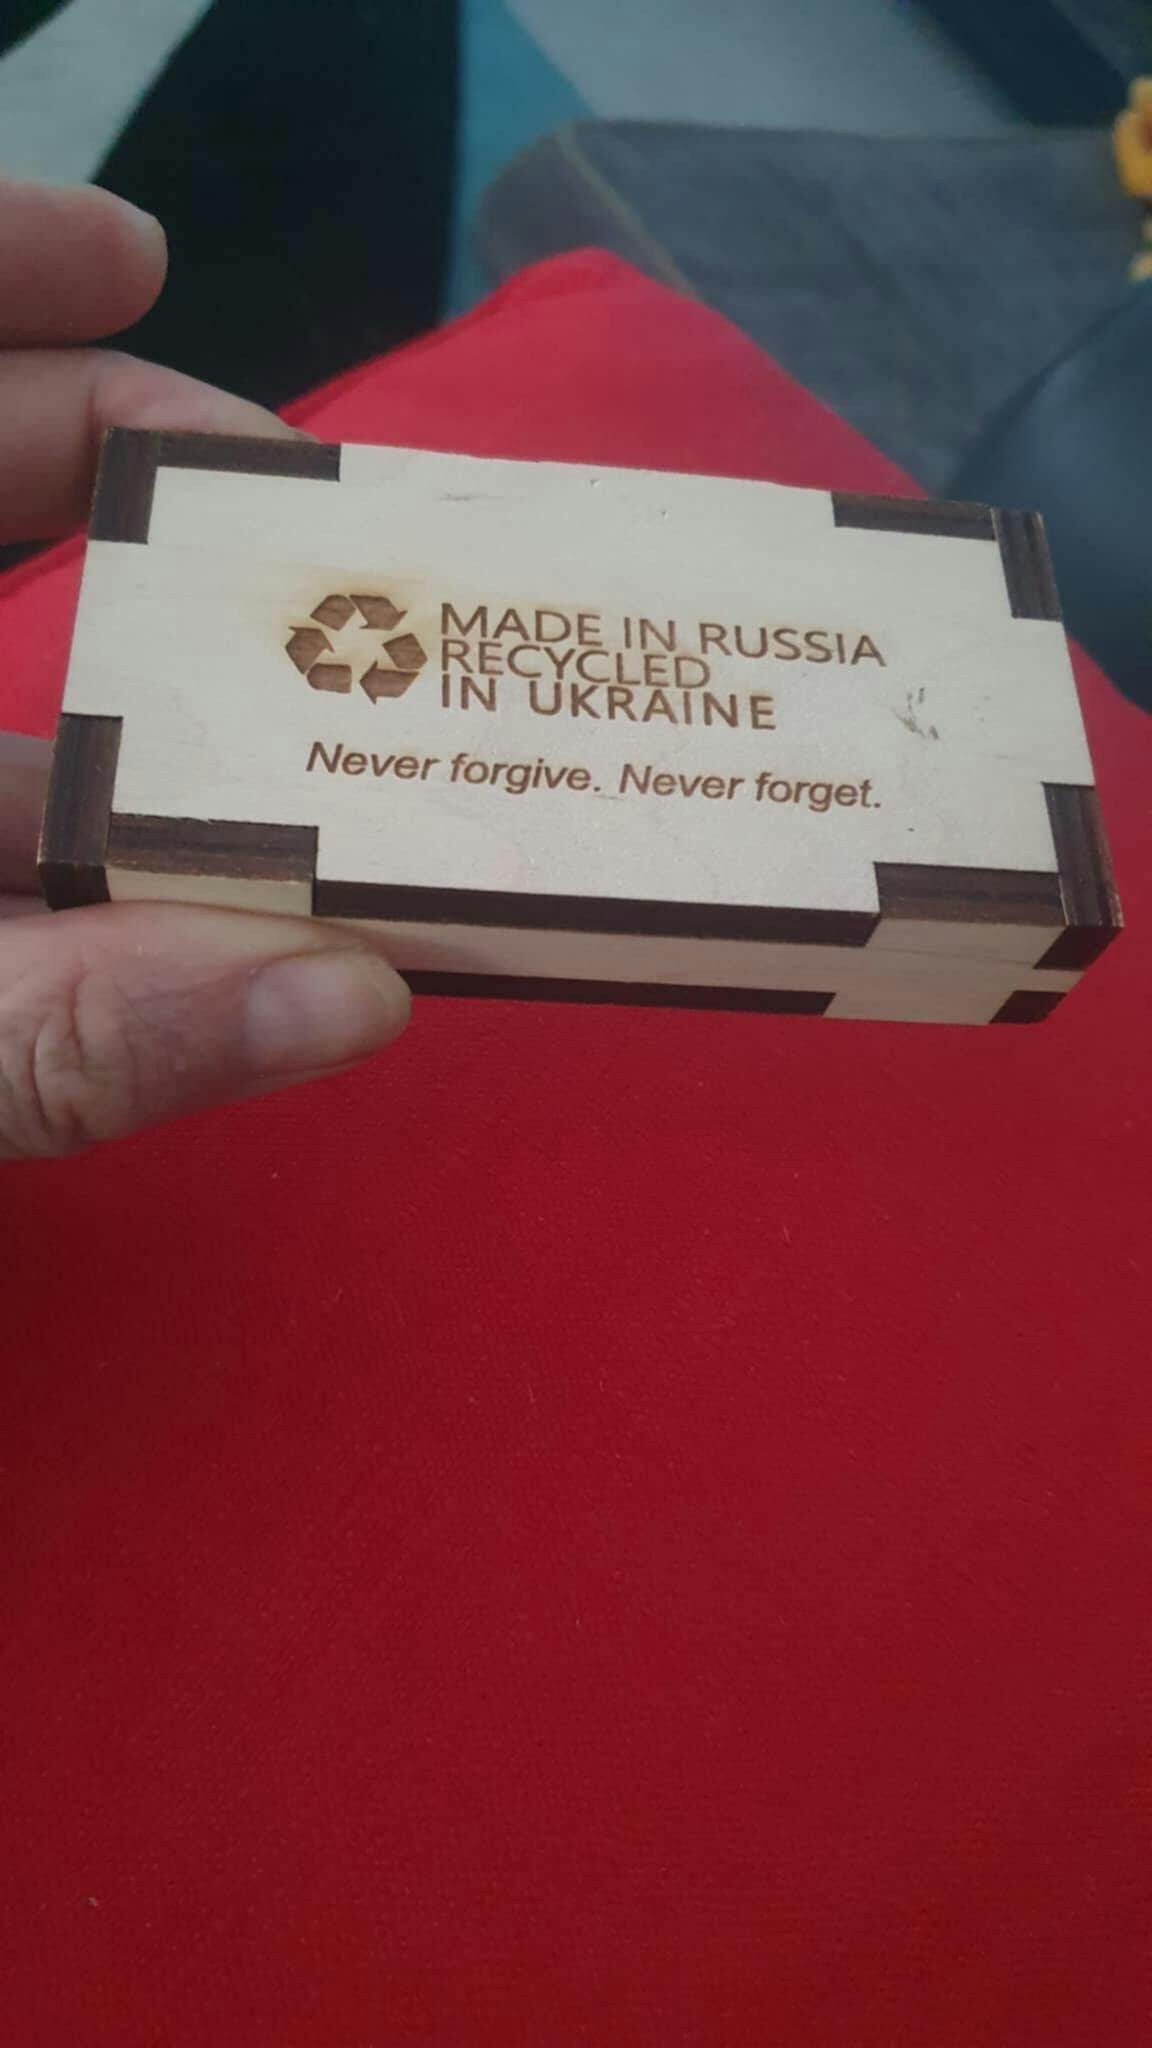 MADE IN RUSSIA
RECYCLED
IN UKRAINE
Never forgive. Never forget.